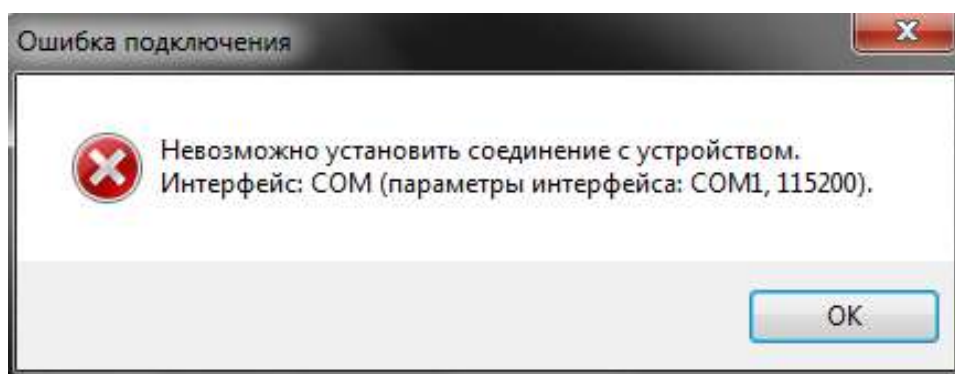 Ошибка подключения
Невозможно установить соединение с устройством.
Интерфейс: COM (параметры интерфейса: COM1, 115200).
OK